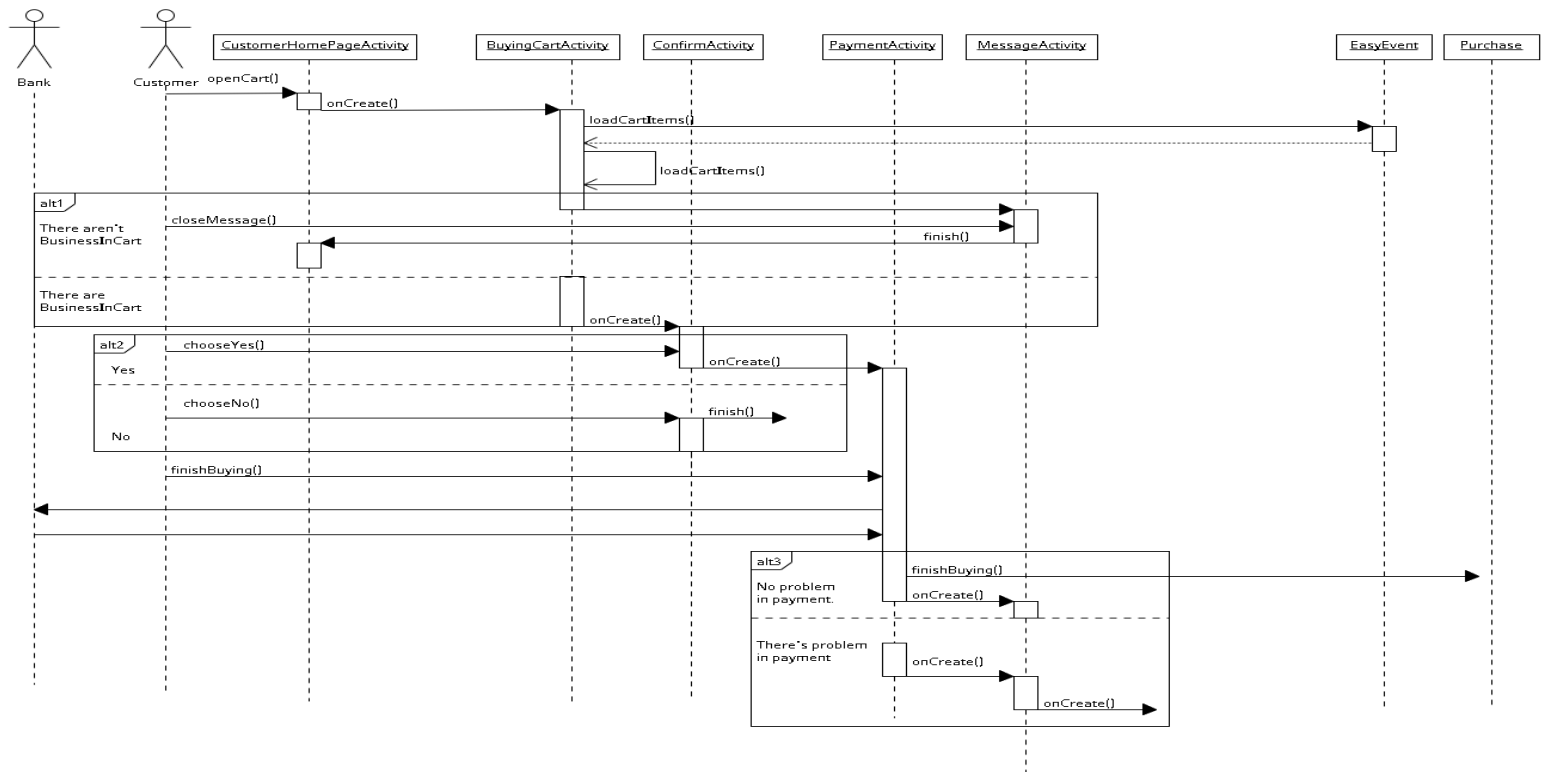 CustomerHomePageActivity
BuyingCartActivity
ConfirmActivity
PaymentActivity
MessageActivity
EasyEvent
Purchase
Bank
Customer
openCart()
onCreate()
loadCartItems()
loadCartItems()
alt1
There aren't
BusinessInCart
closeMessage()
finish()
There are
BusinessInCart
onCreate()
alt2
chooseYes()
Yes
onCreate()
chooseNo()
finish()
No
finishBuying()
alt3
No problem
in payment.
finishBuying()
onCreate()
There's problem
in payment
onCreate()
onCreate()